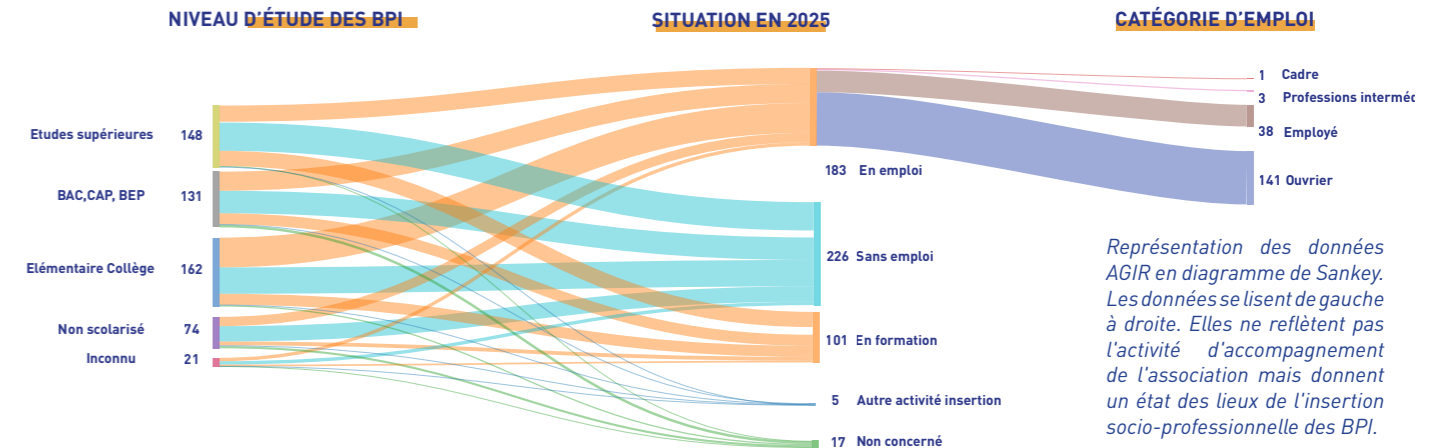 NIVEAU D'ÉTUDE DES BPI
SITUATION EN 2025
CATÉGORIE D'EMPLOI
Etudes supérieures 148
BAC,CAP, BEP 131
Elémentaire Collège 162
Non scolarisé 74
Inconnu 21
183 En emploi
226 Sans emploi
101 En formation
5 Autre activité insertion
17 Non concerné
1 Cadre
3 Professions interméd
38 Employé
141 Ouvrier
Représentation des données
AGIR en diagramme de Sankey.
Les données se lisent de gauche
à droite. Elles ne reflètent pas
l'activité d'accompagnement
de l'association mais donnent
un état des lieux de l'insertion
socio-professionnelle des BPI.